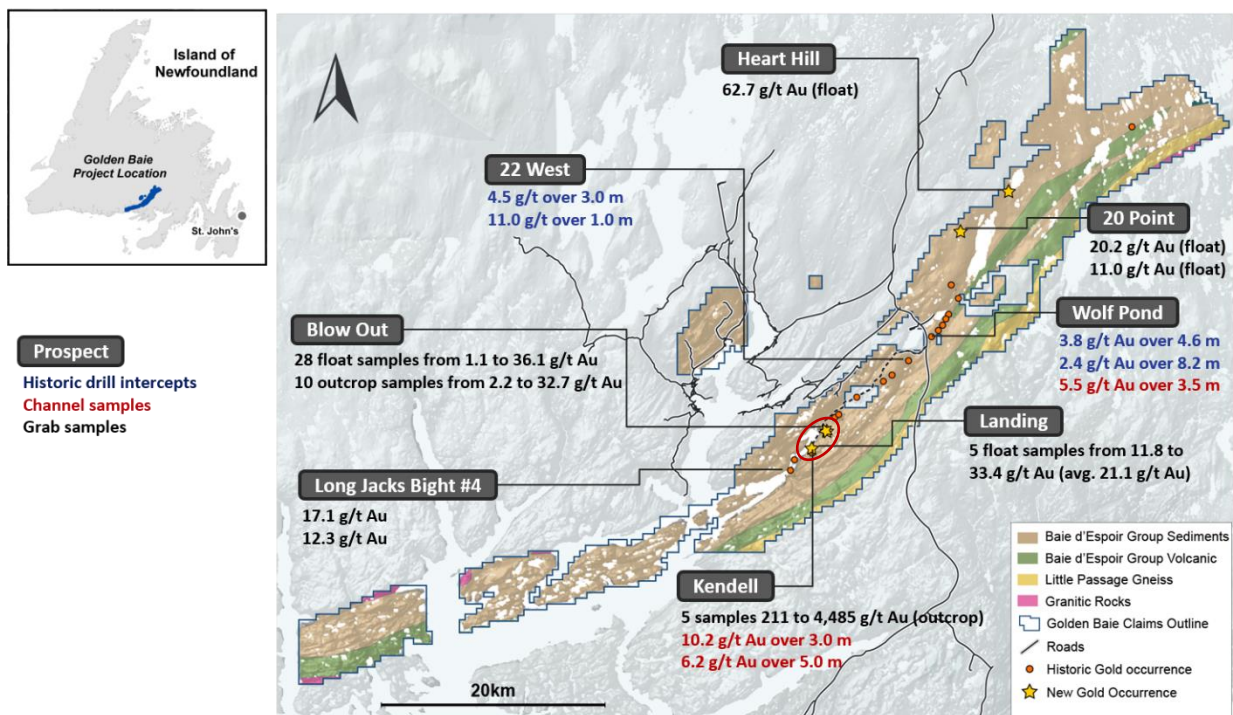 Island of
Newfoundland
Golden Baie
Project Location
St. John's
Prospect
Historic drill intercepts
Channel samples
Grab samples
Heart Hill
62.7 g/t Au (float)
22 West
4.5 g/t over 3.0 m
11.0 g/t over 1.0 m
20 Point
20.2 g/t Au (float)
11.0 g/t Au (float)
Blow Out
28 float samples from 1.1 to 36.1 g/t Au
10 outcrop samples from 2.2 to 32.7 g/t Au
Wolf Pond
3.8 g/t Au over 4.6 m
2.4 g/t Au over 8.2 m
5.5 g/t Au over 3.5 m
Landing
5 float samples from 11.8 to
33.4 g/t Au (avg. 21.1 g/t Au)
Long Jacks Bight #4
17.1 g/t Au
12.3 g/t Au
Kendell
5 samples 211 to 4,485 g/t Au (outcrop)
10.2 g/t Au over 3.0 m
6.2 g/t Au over 5.0 m
20km
Baie d'Espoir Group Sediments
Baie d'Espoir Group Volcanic
Little Passage Gneiss
Granitic Rocks
Golden Baie Claims Outline
Roads
Historic Gold occurrence
New Gold Occurrence